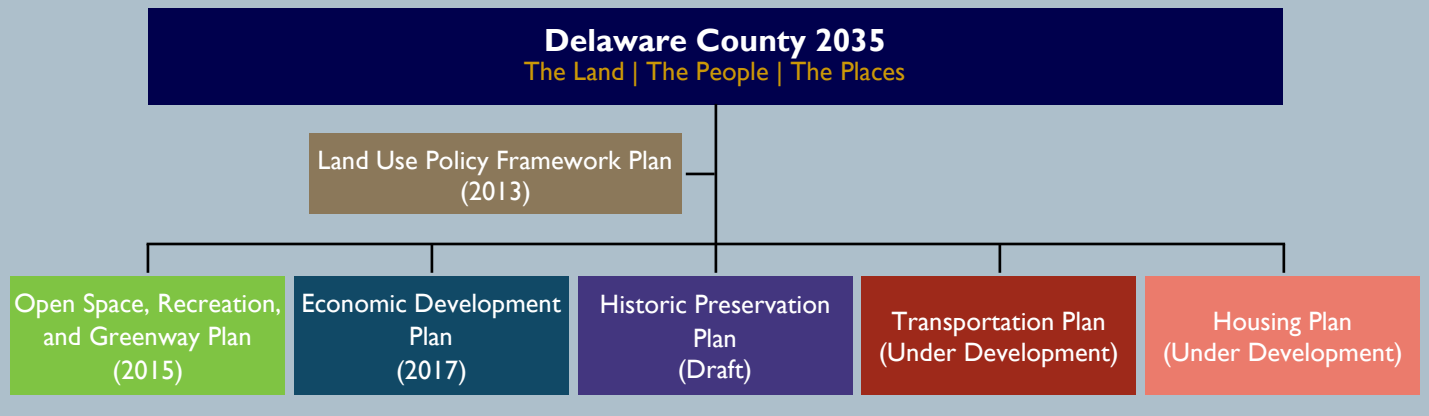 Delaware County 2035
The Land | The People | The Places
Land Use Policy Framework Plan
(2013)
Open Space, Recreation,
and Greenway Plan
(2015)
Economic Development
Plan
(2017)
Historic Preservation
Plan
(Draft)
Transportation Plan
(Under Development)
Housing Plan
(Under Development)